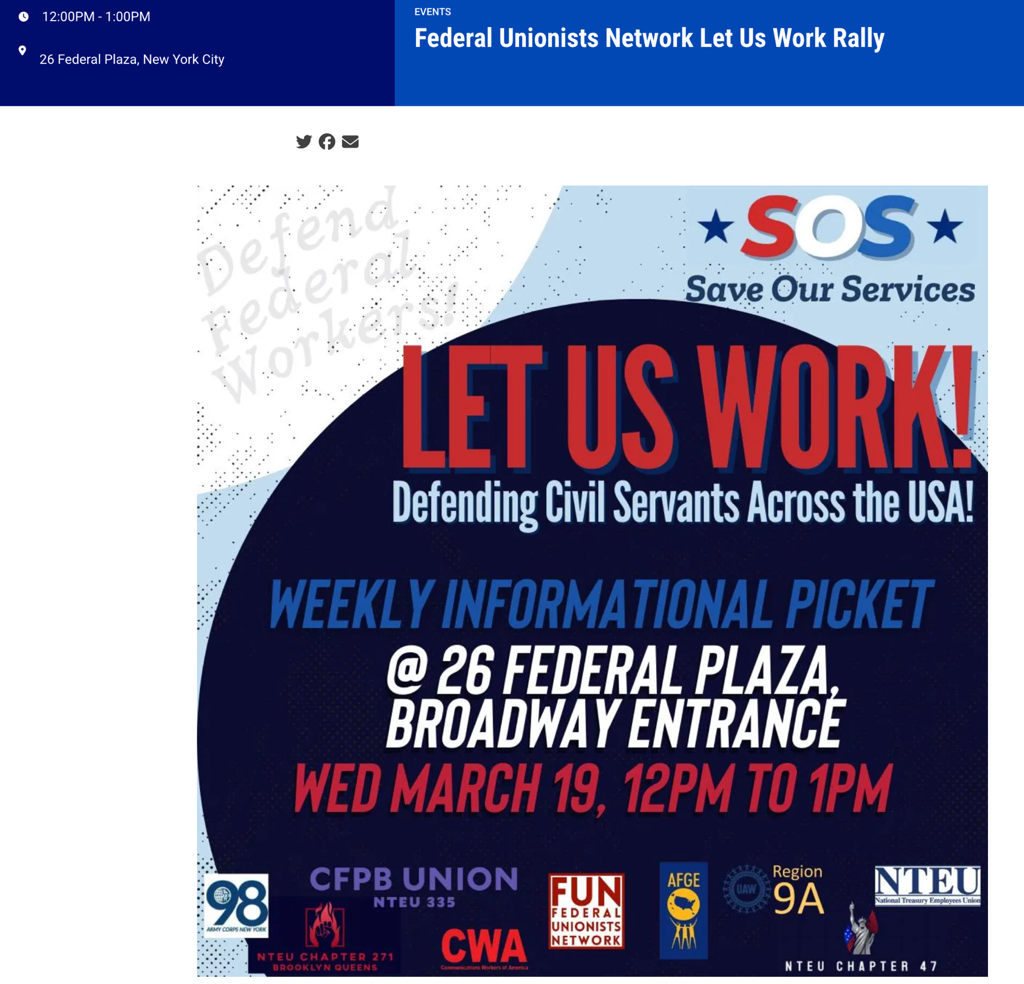 12:00PM - 1:00PM
26 Federal Plaza, New York City
EVENTS
Federal Unionists Network Let Us Work Rally
Defend
Federal
Workers!
SOS
Save Our Services
LET US WORK!
Defending Civil Servants Across the USA!
WEEKLY INFORMATIONAL PICKET
@ 26 FEDERAL PLAZA,
BROADWAY ENTRANCE
WED MARCH 19, 12PM TO 1PM
98
ARMY CORPS NEW YORK
CFPB UNION
NTEU 335
NTEU CHAPTER 271
BROOKLYN QUEENS
CWA
Communications Workers of America
FUN
FEDERAL
UNIONISTS
NETWORK
AFGE
UAW
Region
9A
NTEU
National Treasury Employees Union
NTEU CHAPTER 47